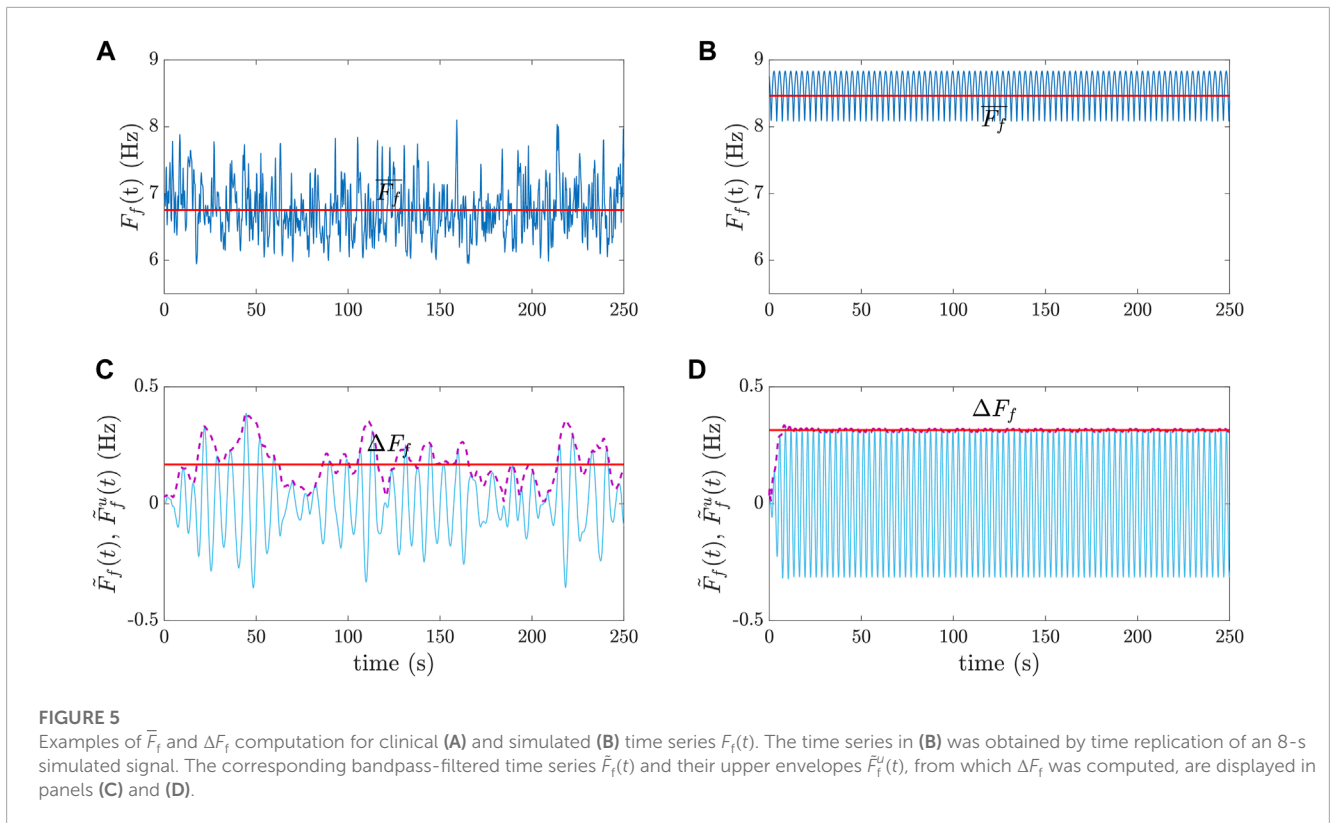 A
B
9
8
7
6
F_f(t) (Hz)
\overline{F_f}
0 50 100 150 200 250
9
8
7
6
F_f(t) (Hz)
\overline{F_f}
0 50 100 150 200 250
C
D
0.5
0
-0.5
F̃_f(t), F̃_f^u(t) (Hz)
ΔF_f
0 50 100 150 200 250
time (s)
0.5
0
-0.5
F̃_f(t), F̃_f^u(t) (Hz)
ΔF_f
0 50 100 150 200 250
time (s)
FIGURE 5
Examples of F̅_f and ΔF_f computation for clinical (A) and simulated (B) time series F_f(t). The time series in (B) was obtained by time replication of an 8-s
simulated signal. The corresponding bandpass-filtered time series F̃_f(t) and their upper envelopes F̃_f^u(t), from which ΔF_f was computed, are displayed in
panels (C) and (D).